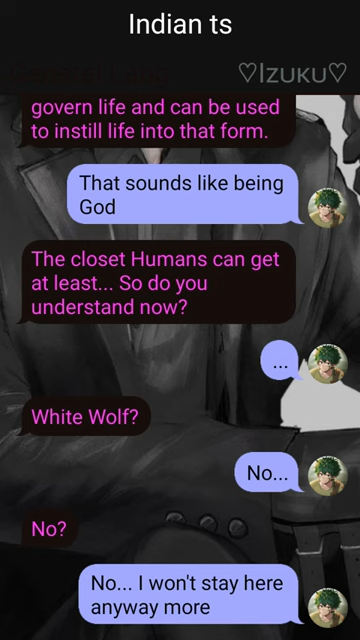 Indian ts
♡Izuku♡
govern life and can be used
to instill life into that form.
That sounds like being
God
The closet Humans can get
at least... So do you
understand now?
...
White Wolf?
No...
No?
No... I won't stay here
anyway more